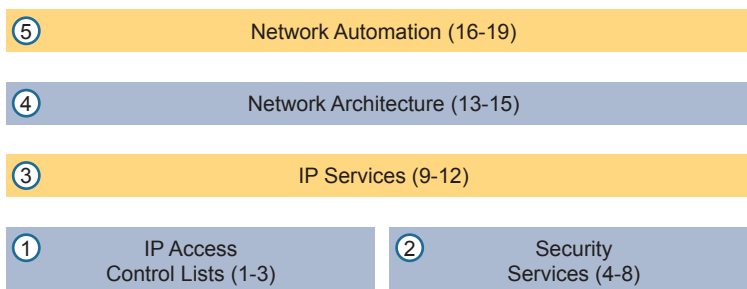 5 Network Automation (16-19)
4 Network Architecture (13-15)
3 IP Services (9-12)
1 IP Access
Control Lists (1-3)
2 Security
Services (4-8)